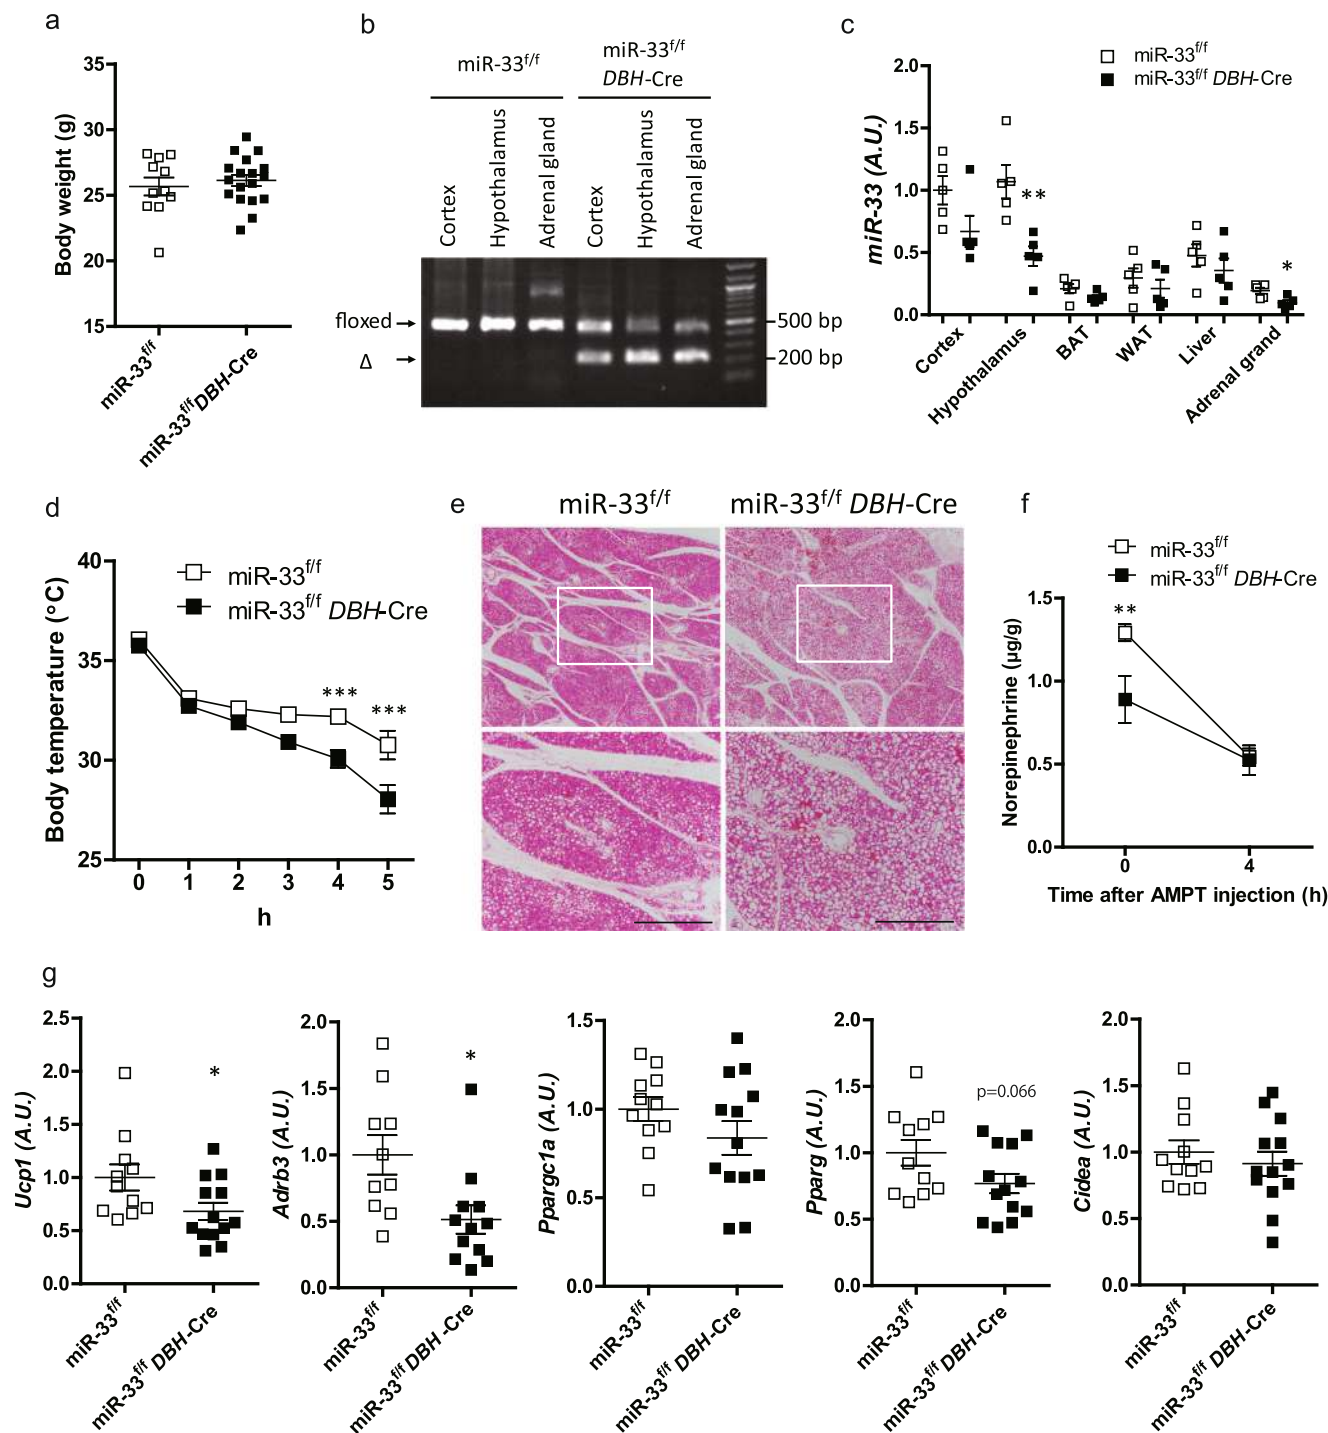 a
Body weight (g)
35
30
25
20
15
miR-33f/f
miR-33f/f DBH-Cre
b
miR-33f/f
miR-33f/f
DBH-Cre
Cortex
Hypothalamus
Adrenal gland
Cortex
Hypothalamus
Adrenal gland
floxed
Δ
500 bp
200 bp
c
miR-33f/f
miR-33f/f DBH-Cre
miR-33 (A.U.)
2.0
1.5
1.0
0.5
0.0
**
*
Cortex
Hypothalamus
BAT
WAT
Liver
Adrenal grand
d
miR-33f/f
miR-33f/f DBH-Cre
Body temperature (°C)
40
35
30
25
***
***
0 1 2 3 4 5
h
e
miR-33f/f
miR-33f/f DBH-Cre
f
miR-33f/f
miR-33f/f DBH-Cre
Norepinephrine (μg/g)
1.5
1.0
0.5
0.0
**
0 4
Time after AMPT injection (h)
g
Ucp1 (A.U.)
2.5
2.0
1.5
1.0
0.5
0.0
*
miR-33f/f
miR-33f/f DBH-Cre
Adrb3 (A.U.)
2.0
1.5
1.0
0.5
0.0
*
miR-33f/f
miR-33f/f DBH-Cre
Ppargc1a (A.U.)
1.5
1.0
0.5
0.0
miR-33f/f
miR-33f/f DBH-Cre
Pparg (A.U.)
2.0
1.5
1.0
0.5
0.0
p=0.066
miR-33f/f
miR-33f/f DBH-Cre
Cidea (A.U.)
2.0
1.5
1.0
0.5
0.0
miR-33f/f
miR-33f/f DBH-Cre